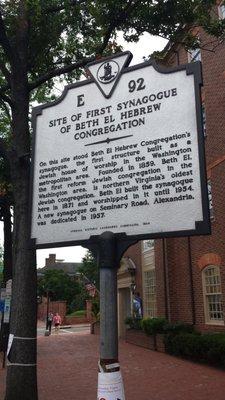 E 92
SITE OF FIRST SYNAGOGUE
OF BETH EL HEBREW
CONGREGATION
On this site stood Beth El Hebrew Congregation's
synagogue, the first structure built as a
Jewish house of worship in the Washington
metropolitan area. Founded in 1859, Beth El,
the first reform Jewish congregation in the
Washington area, is northern Virginia's oldest
Jewish congregation. Beth El built the synagogue
here in 1871 and worshipped in it until 1954.
A new synagogue on Seminary Road, Alexandria,
was dedicated in 1957.